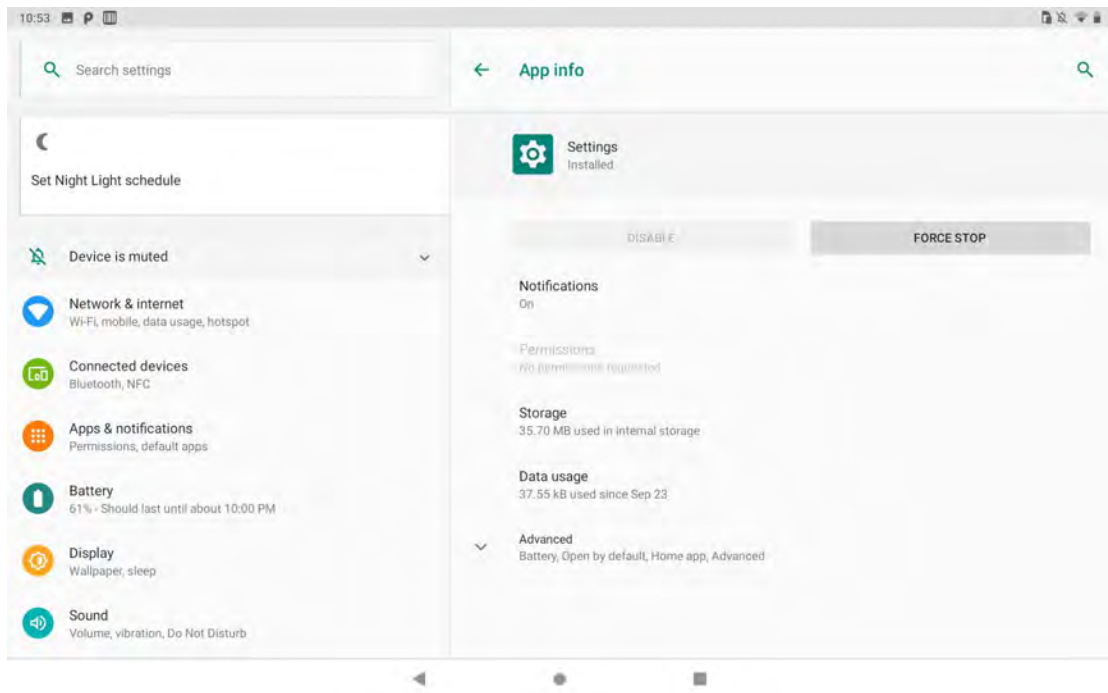 10:53
Search settings
Set Night Light schedule
Device is muted
Network & internet
Wi-Fi, mobile, data usage, hotspot
Connected devices
Bluetooth, NFC
Apps & notifications
Permissions, default apps
Battery
61% - Should last until about 10:00 PM
Display
Wallpaper, sleep
Sound
Volume, vibration, Do Not Disturb
App info
Settings
Installed
DISABLE
FORCE STOP
Notifications
On
Permissions
No permissions requested
Storage
35.70 MB used in internal storage
Data usage
37.55 kB used since Sep 23
Advanced
Battery, Open by default, Home app, Advanced